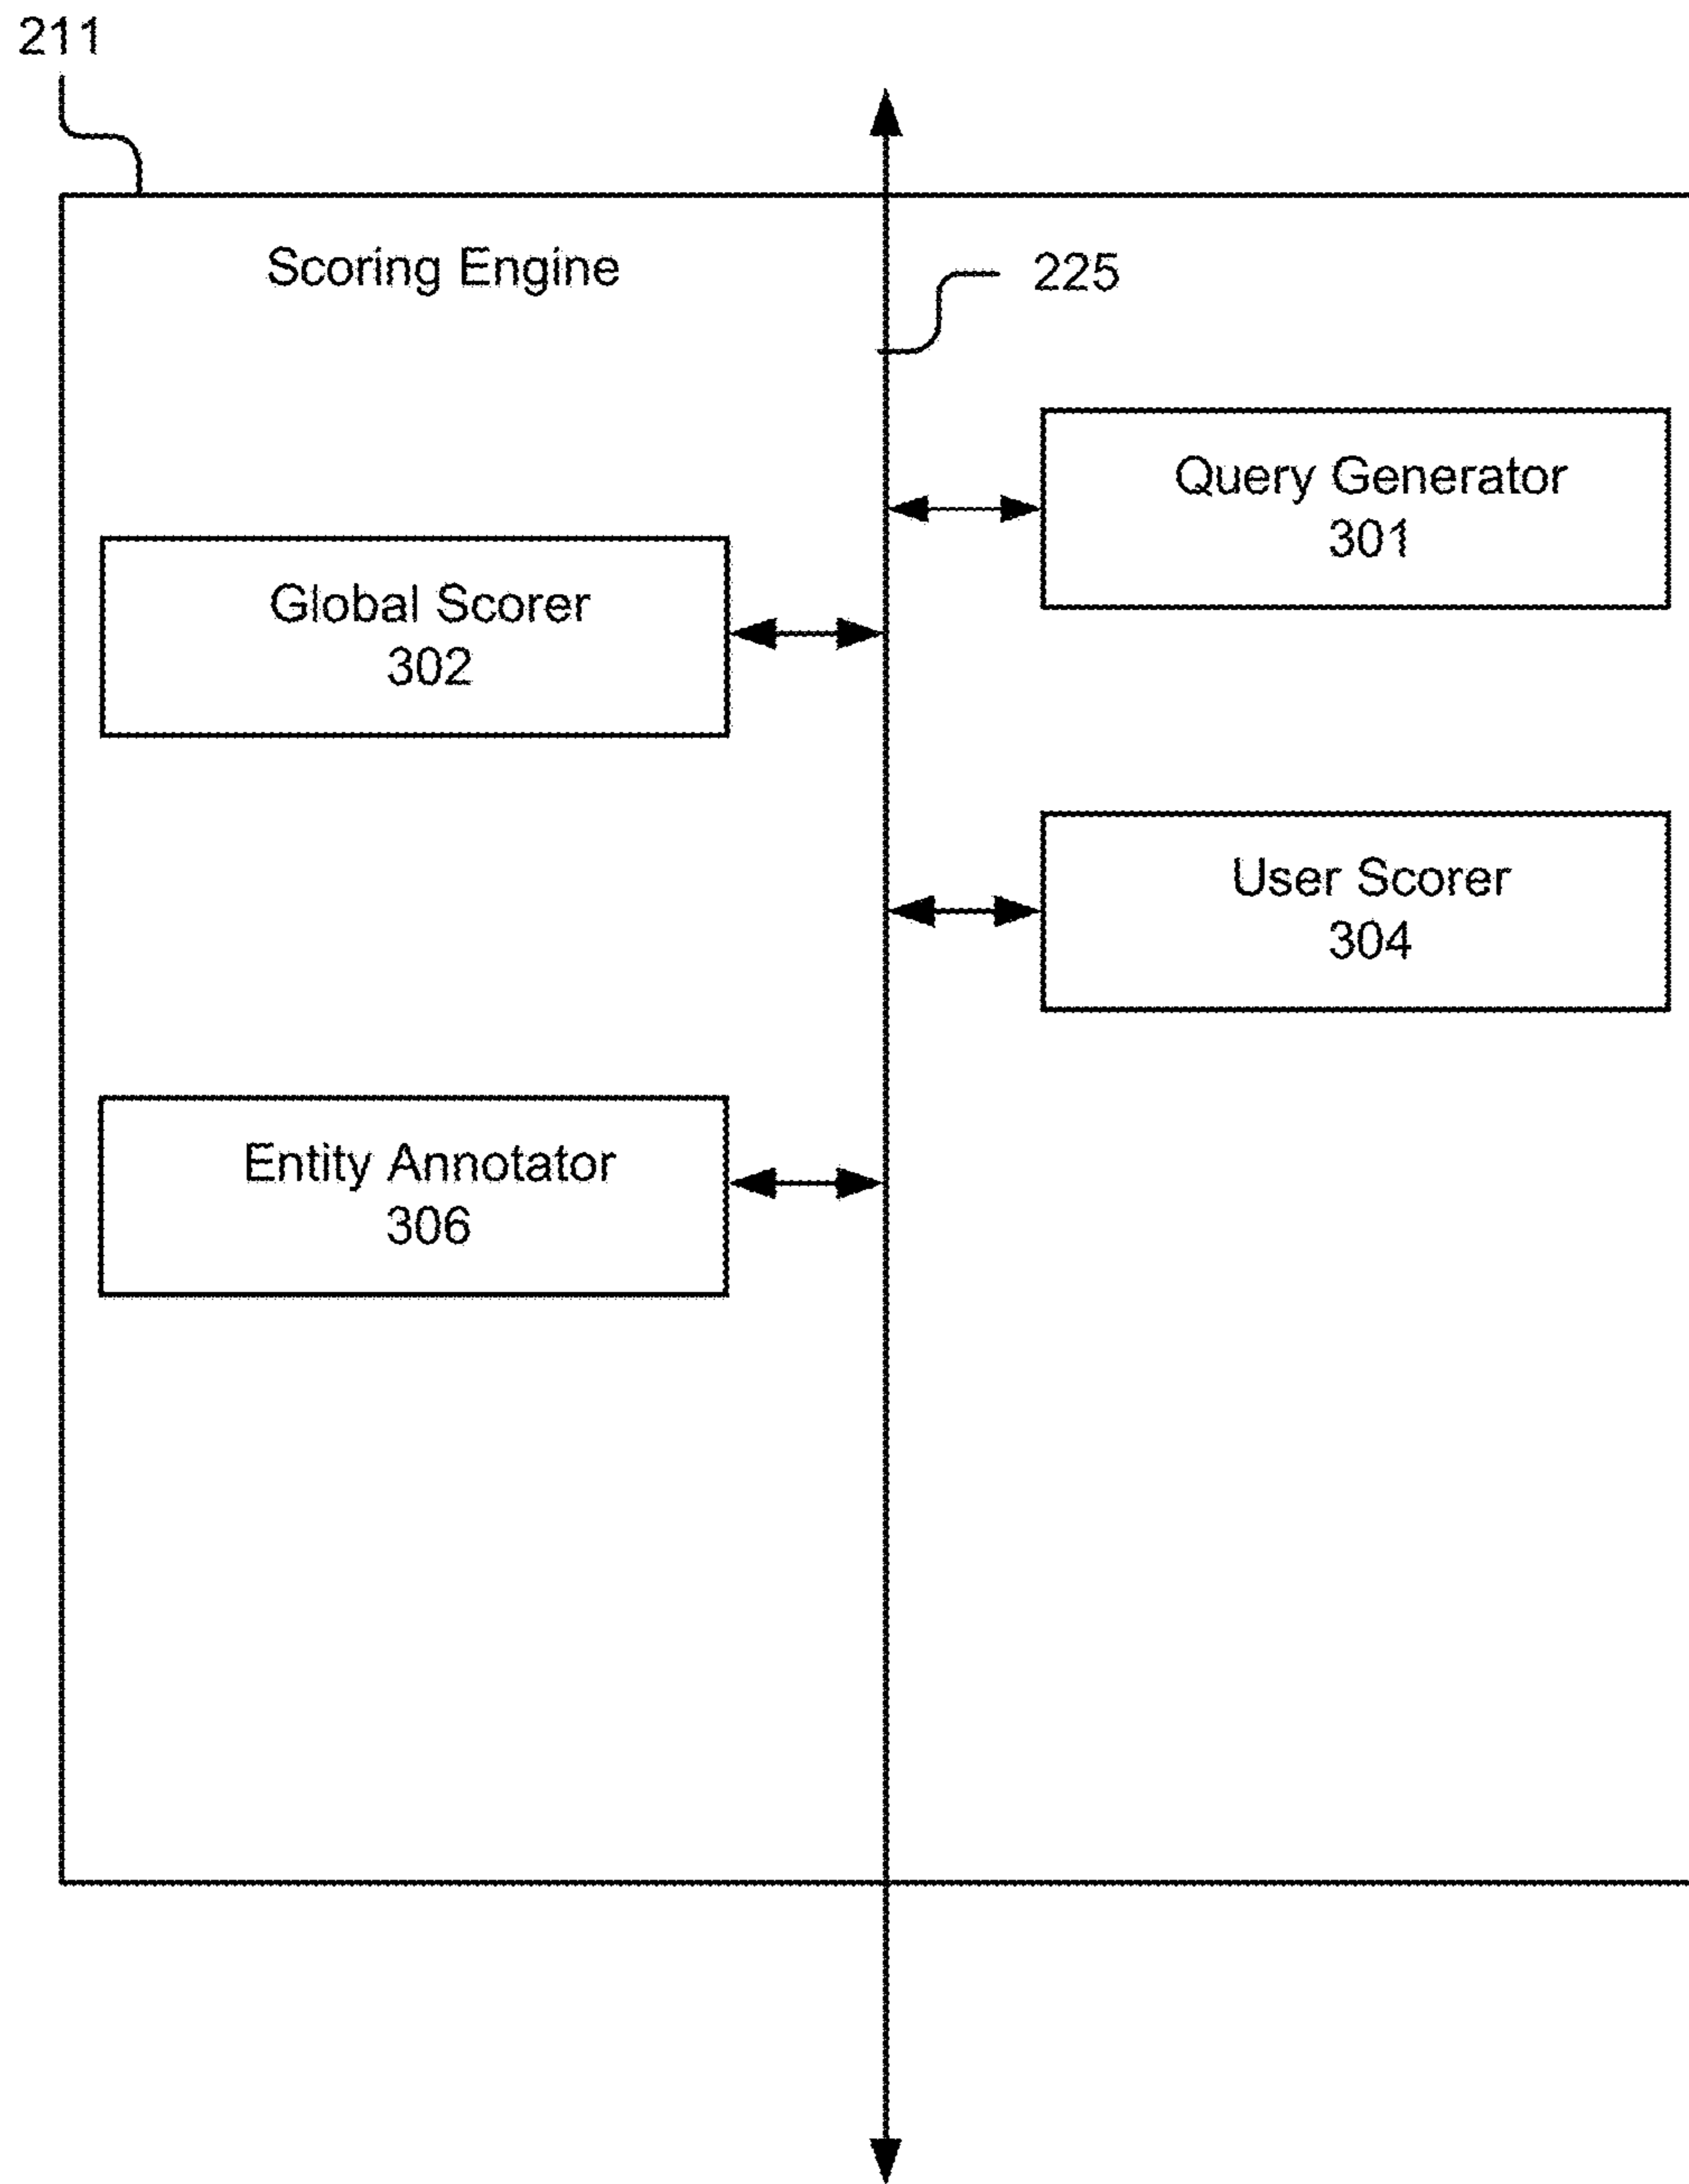 211
Scoring Engine
225
Query Generator
301
Global Scorer
302
User Scorer
304
Entity Annotator
306